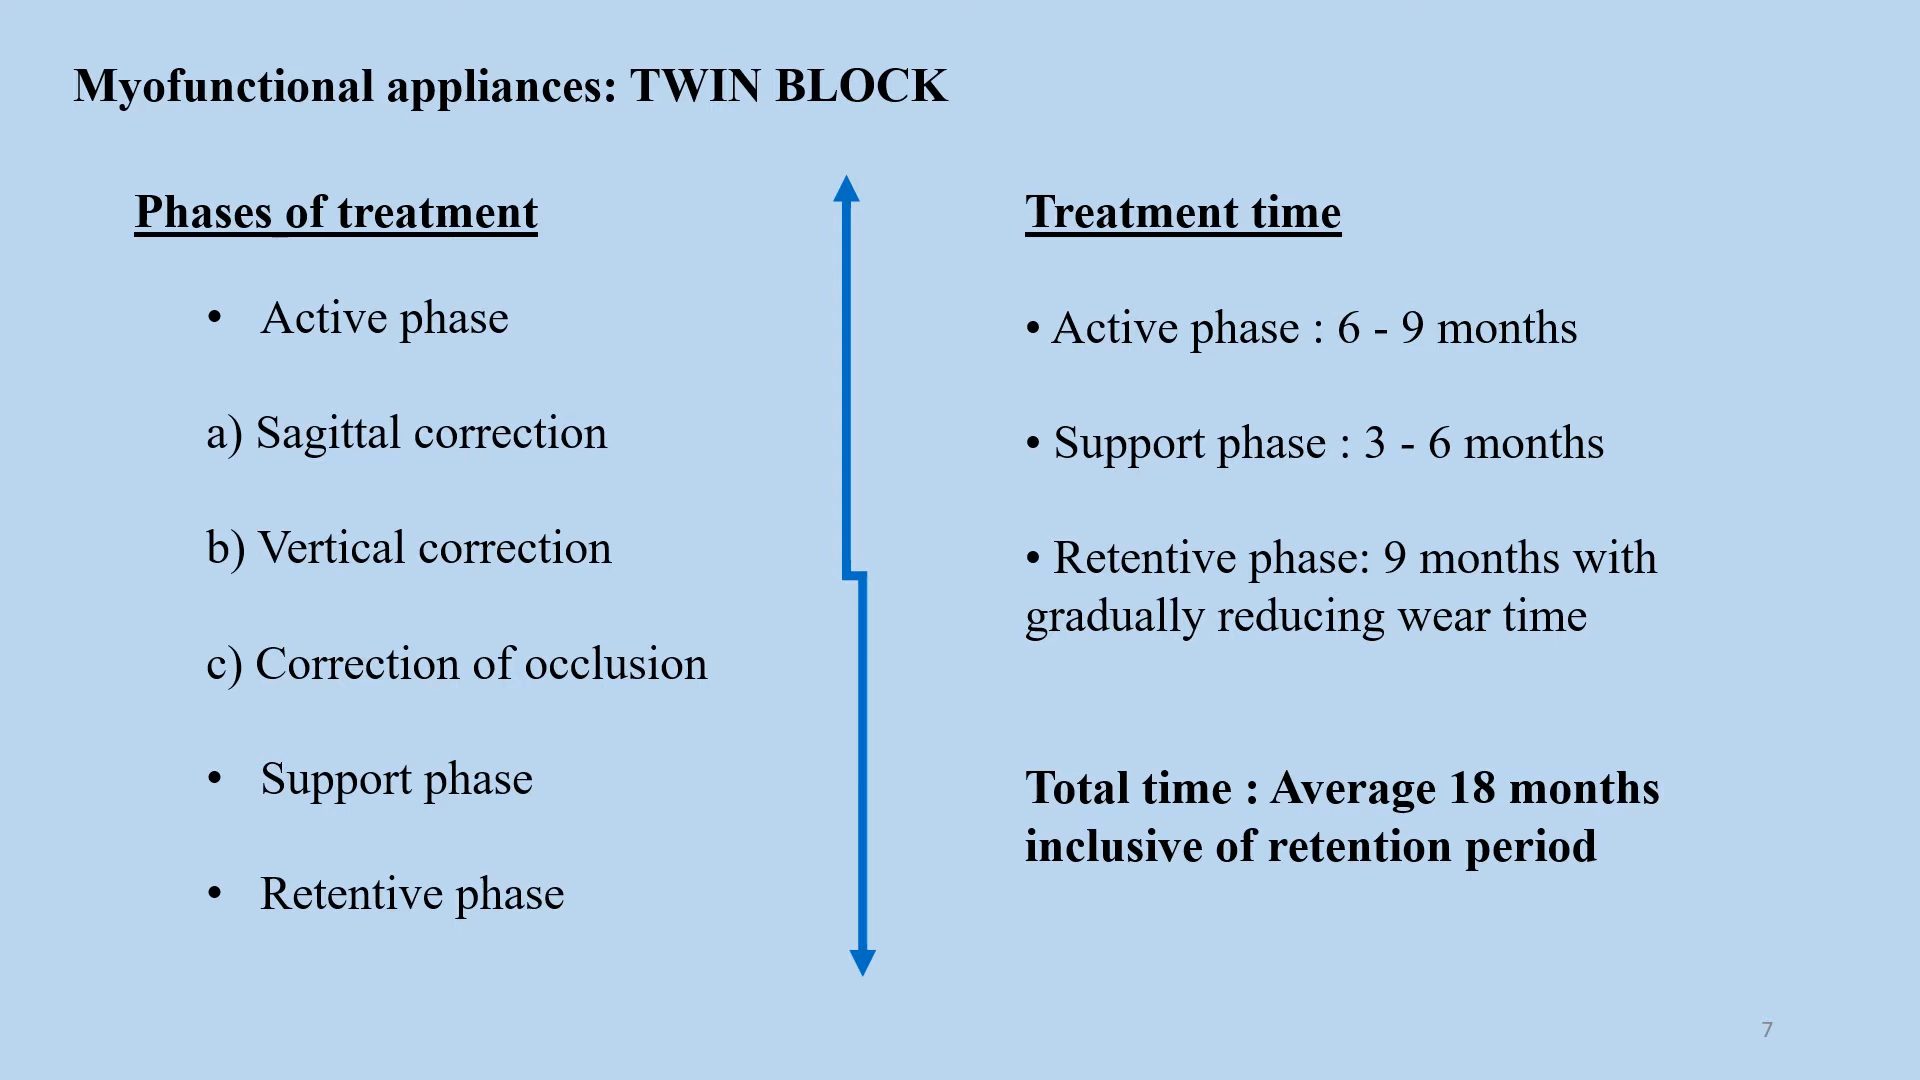 Myofunctional appliances: TWIN BLOCK
Phases of treatment
• Active phase
a) Sagittal correction
b) Vertical correction
c) Correction of occlusion
• Support phase
• Retentive phase
Treatment time
• Active phase : 6 - 9 months
• Support phase : 3 - 6 months
• Retentive phase: 9 months with
gradually reducing wear time
Total time : Average 18 months
inclusive of retention period
7